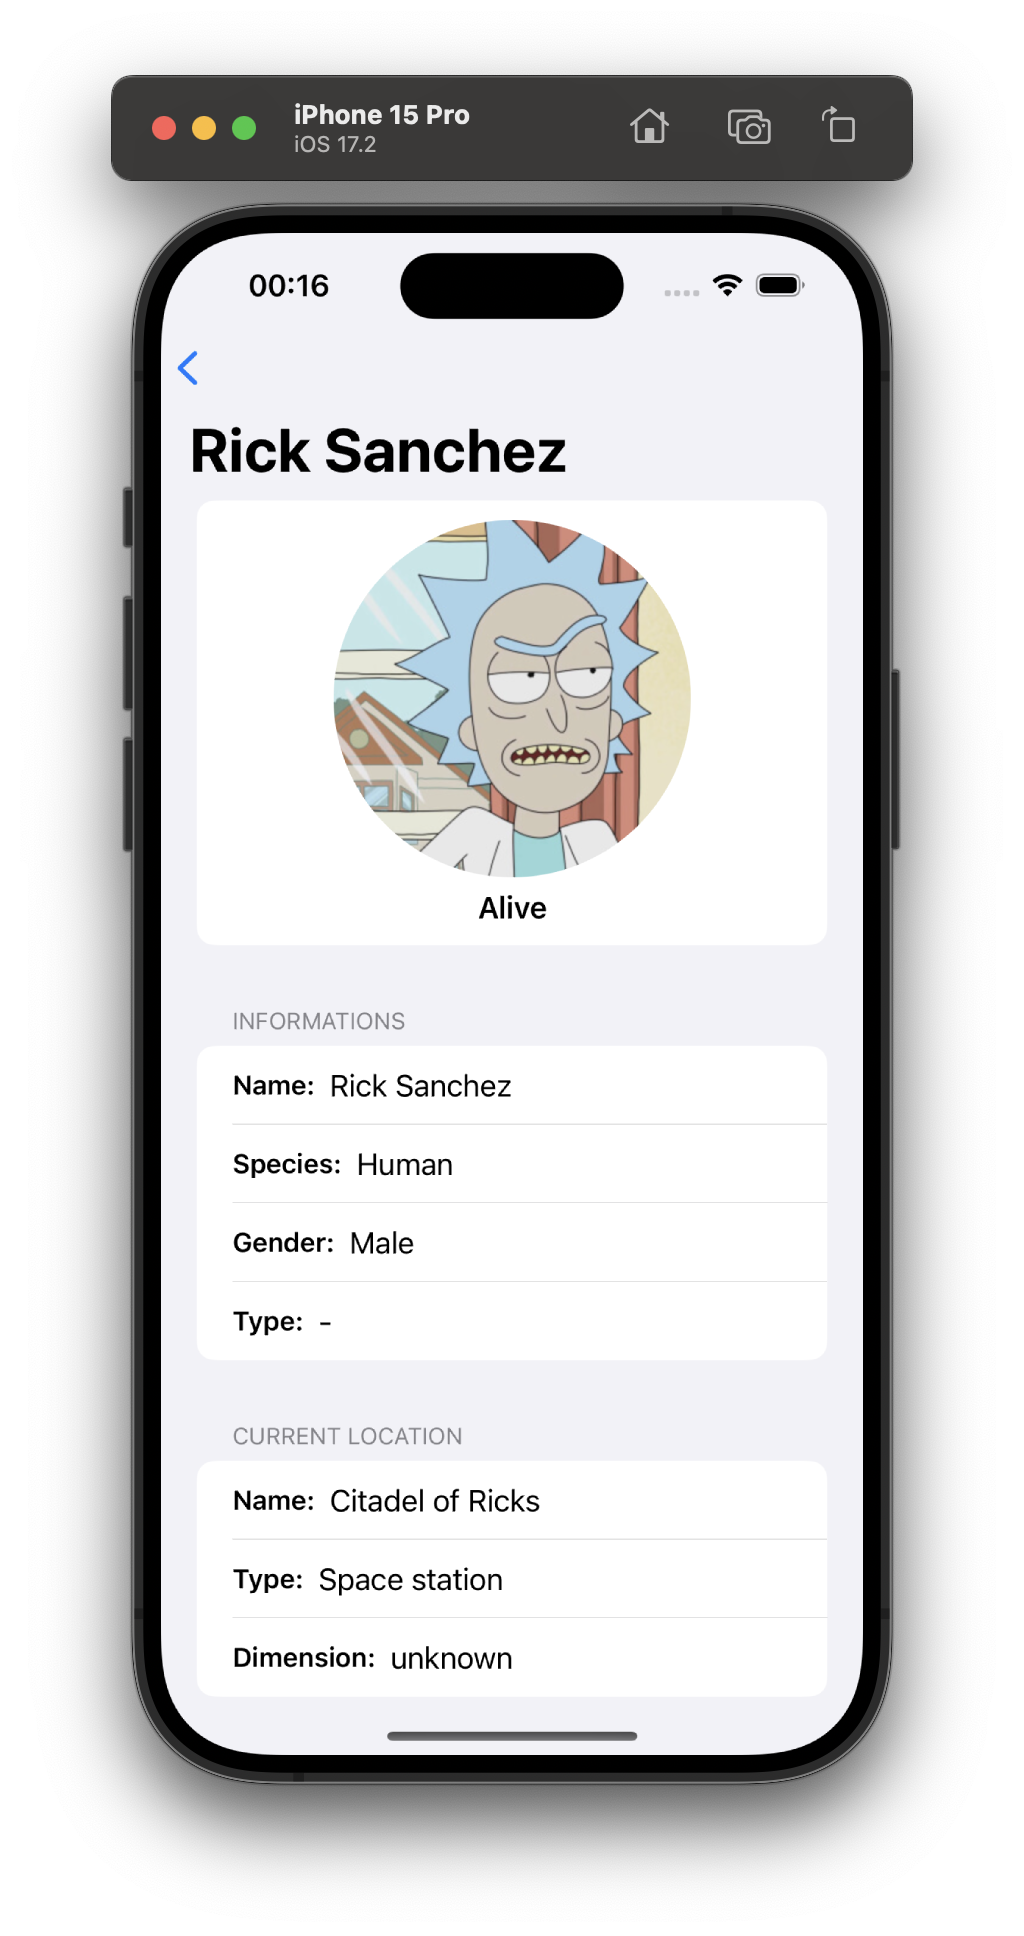 iPhone 15 Pro
iOS 17.2
00:16
Rick Sanchez
Alive
INFORMATIONS
Name: Rick Sanchez
Species: Human
Gender: Male
Type: -
CURRENT LOCATION
Name: Citadel of Ricks
Type: Space station
Dimension: unknown